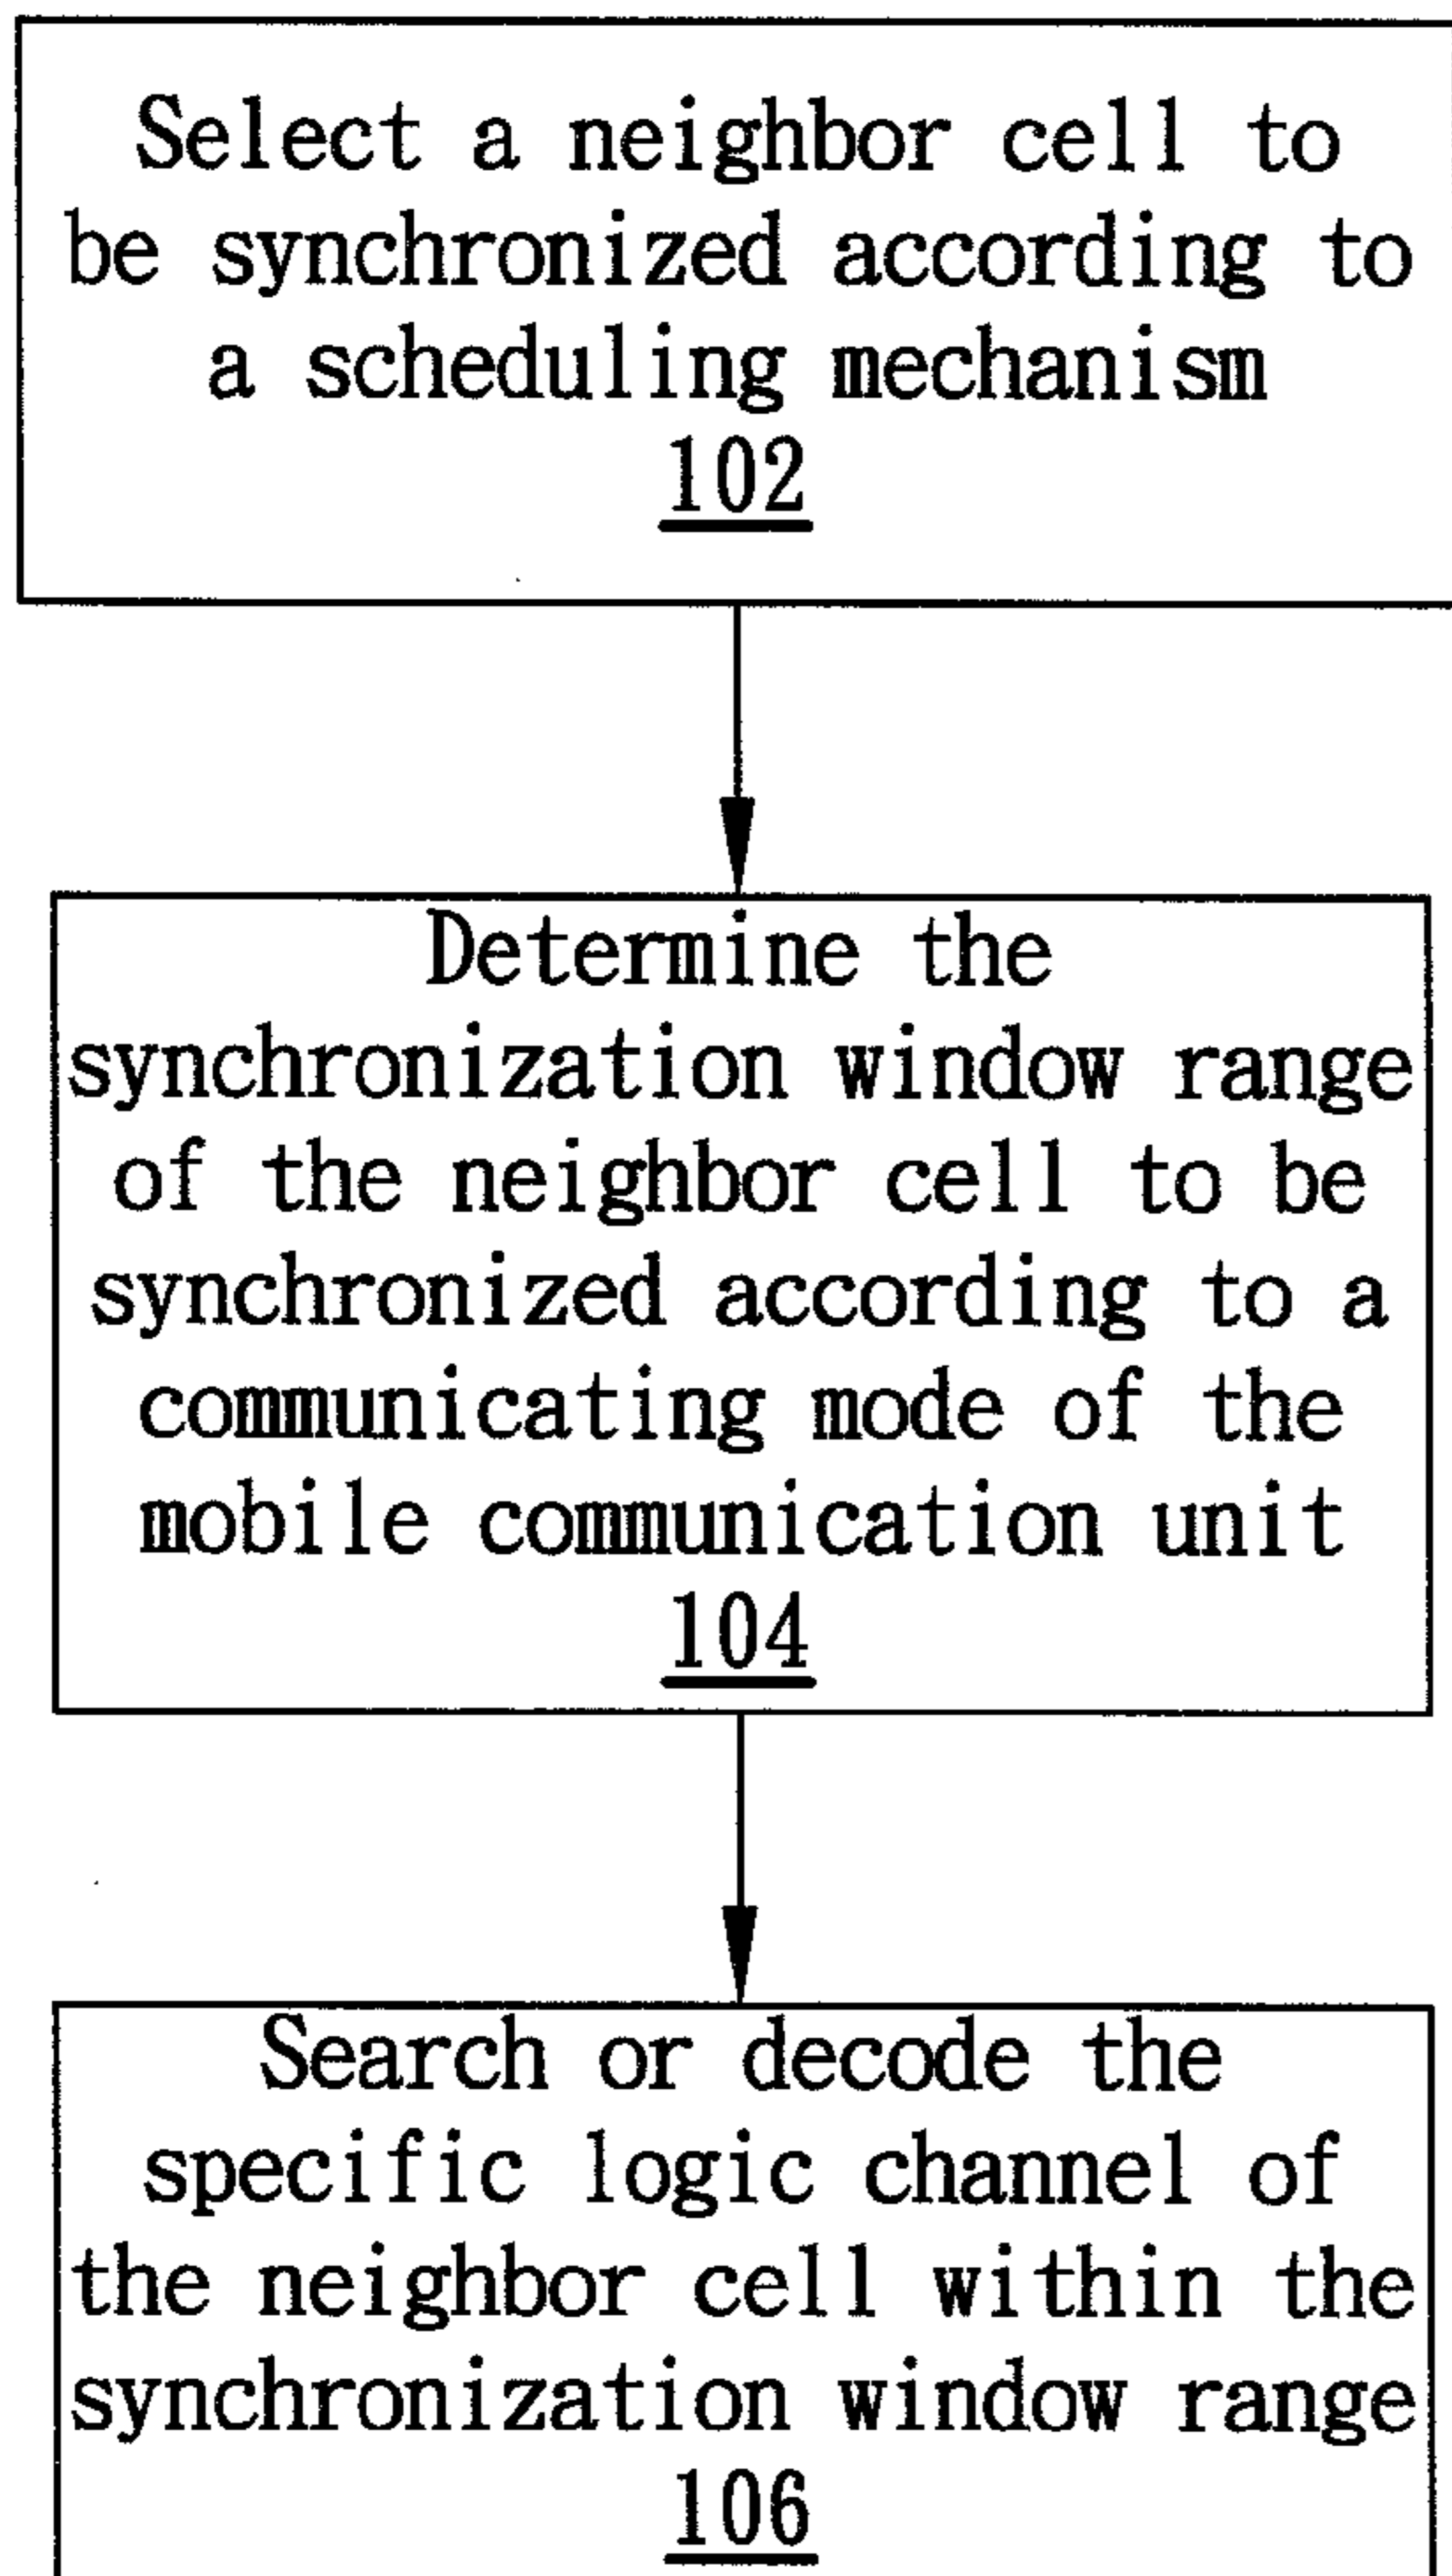 Select a neighbor cell to
be synchronized according to
a scheduling mechanism
102
Determine the
synchronization window range
of the neighbor cell to be
synchronized according to a
communicating mode of the
mobile communication unit
104
Search or decode the
specific logic channel of
the neighbor cell within the
synchronization window range
106